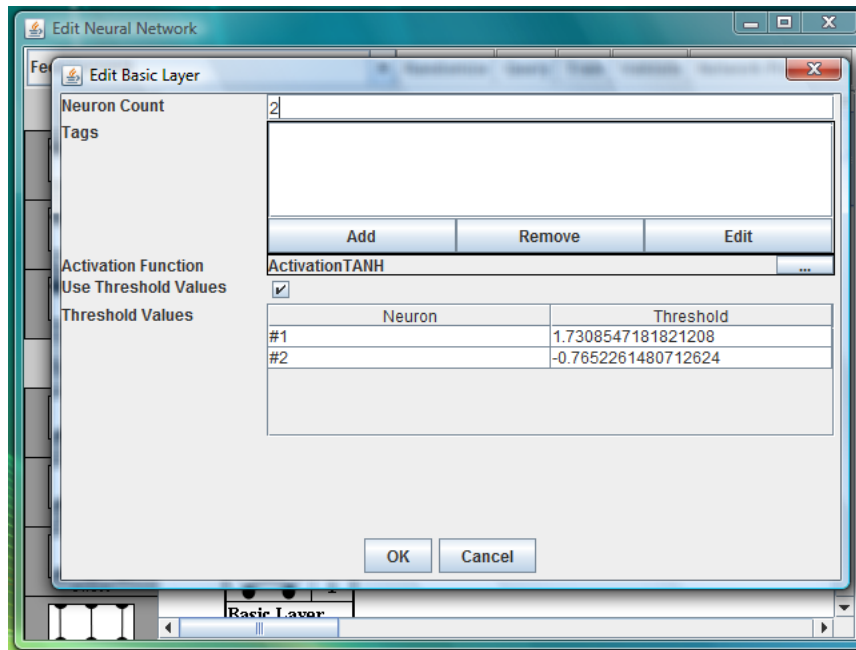 Edit Neural Network
Fee
Edit Basic Layer
Neuron Count 2
Tags
Add Remove Edit
Activation Function ActivationTANH ...
Use Threshold Values
Threshold Values Neuron Threshold
#1 1.7308547181821208
#2 -0.7652261480712624
OK Cancel
Basic Layer